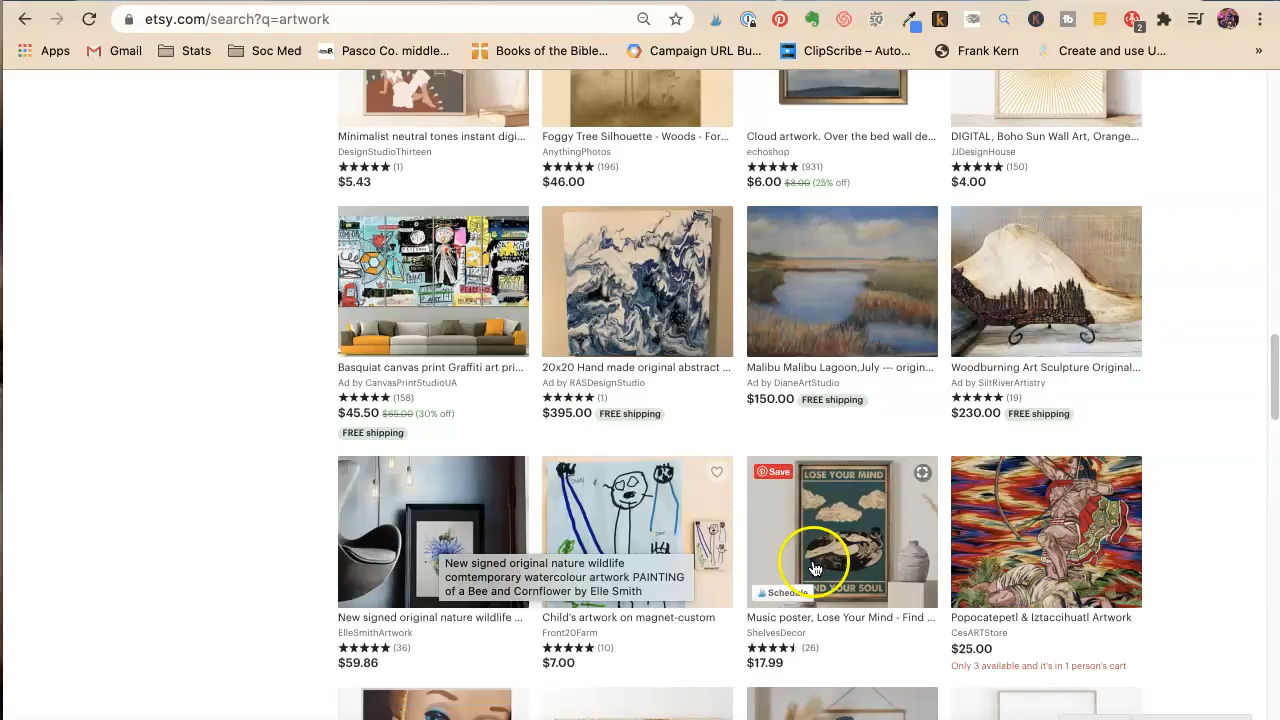 etsy.com/search?q=artwork
2
Apps Gmail Stats Soc Med Pasco Co. middle... Books of the Bible... Campaign URL Bu... ClipScribe – Auto... Frank Kern Create and use U... »
Minimalist neutral tones instant digi...
DesignStudioThirteen
★★★★★ (1)
$5.43
Foggy Tree Silhouette - Woods - For...
AnythingPhotos
★★★★★ (196)
$46.00
Cloud artwork. Over the bed wall de...
echoshop
★★★★★ (931)
$6.00 $8.00 (25% off)
DIGITAL, Boho Sun Wall Art, Orange...
JJDesignHouse
★★★★★ (150)
$4.00
Basquiat canvas print Graffiti art pri...
Ad by CanvasPrintStudioUA
★★★★★ (158)
$45.50 $65.00 (30% off)
FREE shipping
20x20 Hand made original abstract ...
Ad by RASDesignStudio
★★★★★ (1)
$395.00 FREE shipping
Malibu Malibu Lagoon,July --- origin...
Ad by DianeArtStudio
$150.00 FREE shipping
Woodburning Art Sculpture Original...
Ad by SiltRiverArtistry
★★★★★ (19)
$230.00 FREE shipping
New signed original nature wildlife
comtemporary watercolour artwork PAINTING
of a Bee and Cornflower by Elle Smith
New signed original nature wildlife ...
ElleSmithArtwork
★★★★★ (36)
$59.86
Child's artwork on magnet-custom
Front20Farm
★★★★★ (10)
$7.00
Save
LOSE YOUR MIND
YOUR SOUL
Schedule
Music poster, Lose Your Mind - Find ...
ShelvesDecor
(26)
$17.99
Popocatepetl & Iztaccihuatl Artwork
CesARTStore
$25.00
Only 3 available and it's in 1 person's cart